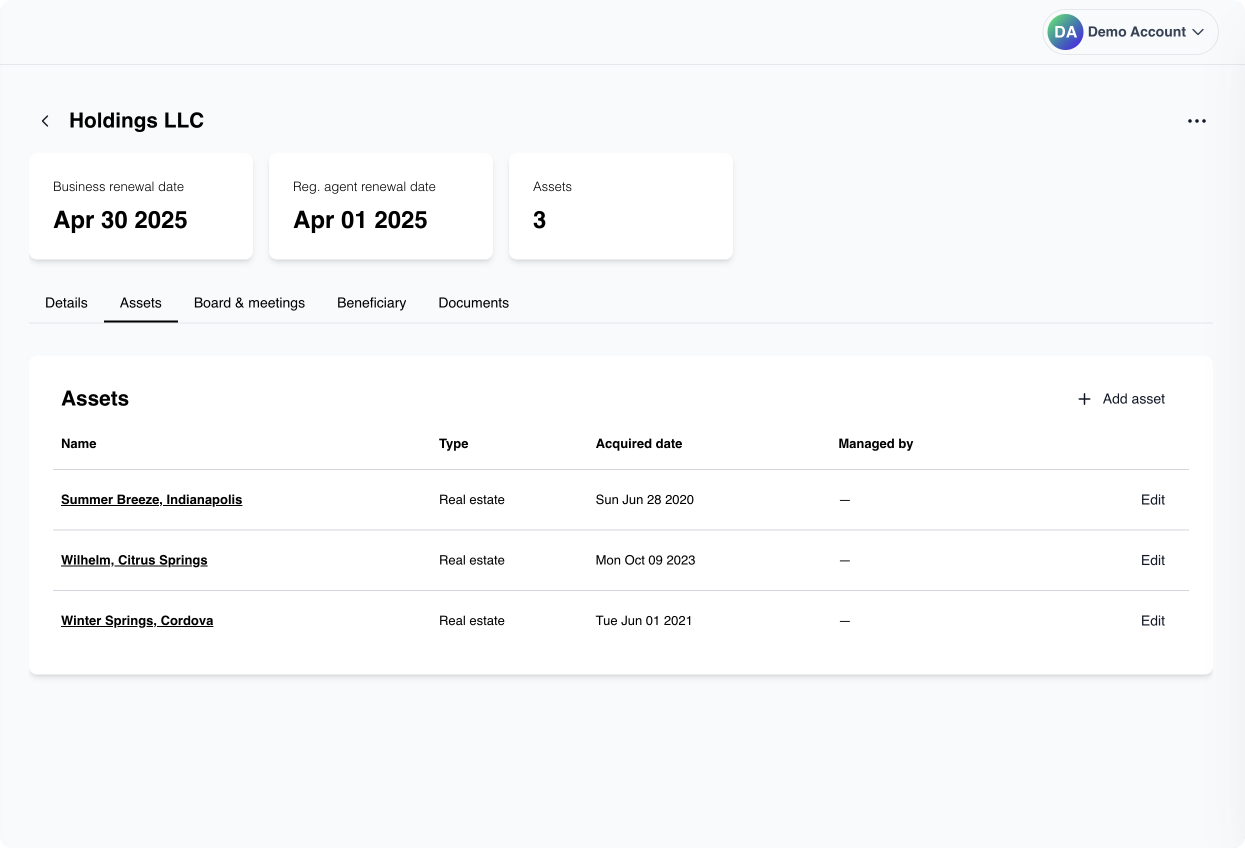 DA Demo Account
Holdings LLC
Business renewal date
Apr 30 2025
Reg. agent renewal date
Apr 01 2025
Assets
3
Details Assets Board & meetings Beneficiary Documents
Assets
+ Add asset
Name Type Acquired date Managed by
Summer Breeze, Indianapolis Real estate Sun Jun 28 2020 — Edit
Wilhelm, Citrus Springs Real estate Mon Oct 09 2023 — Edit
Winter Springs, Cordova Real estate Tue Jun 01 2021 — Edit